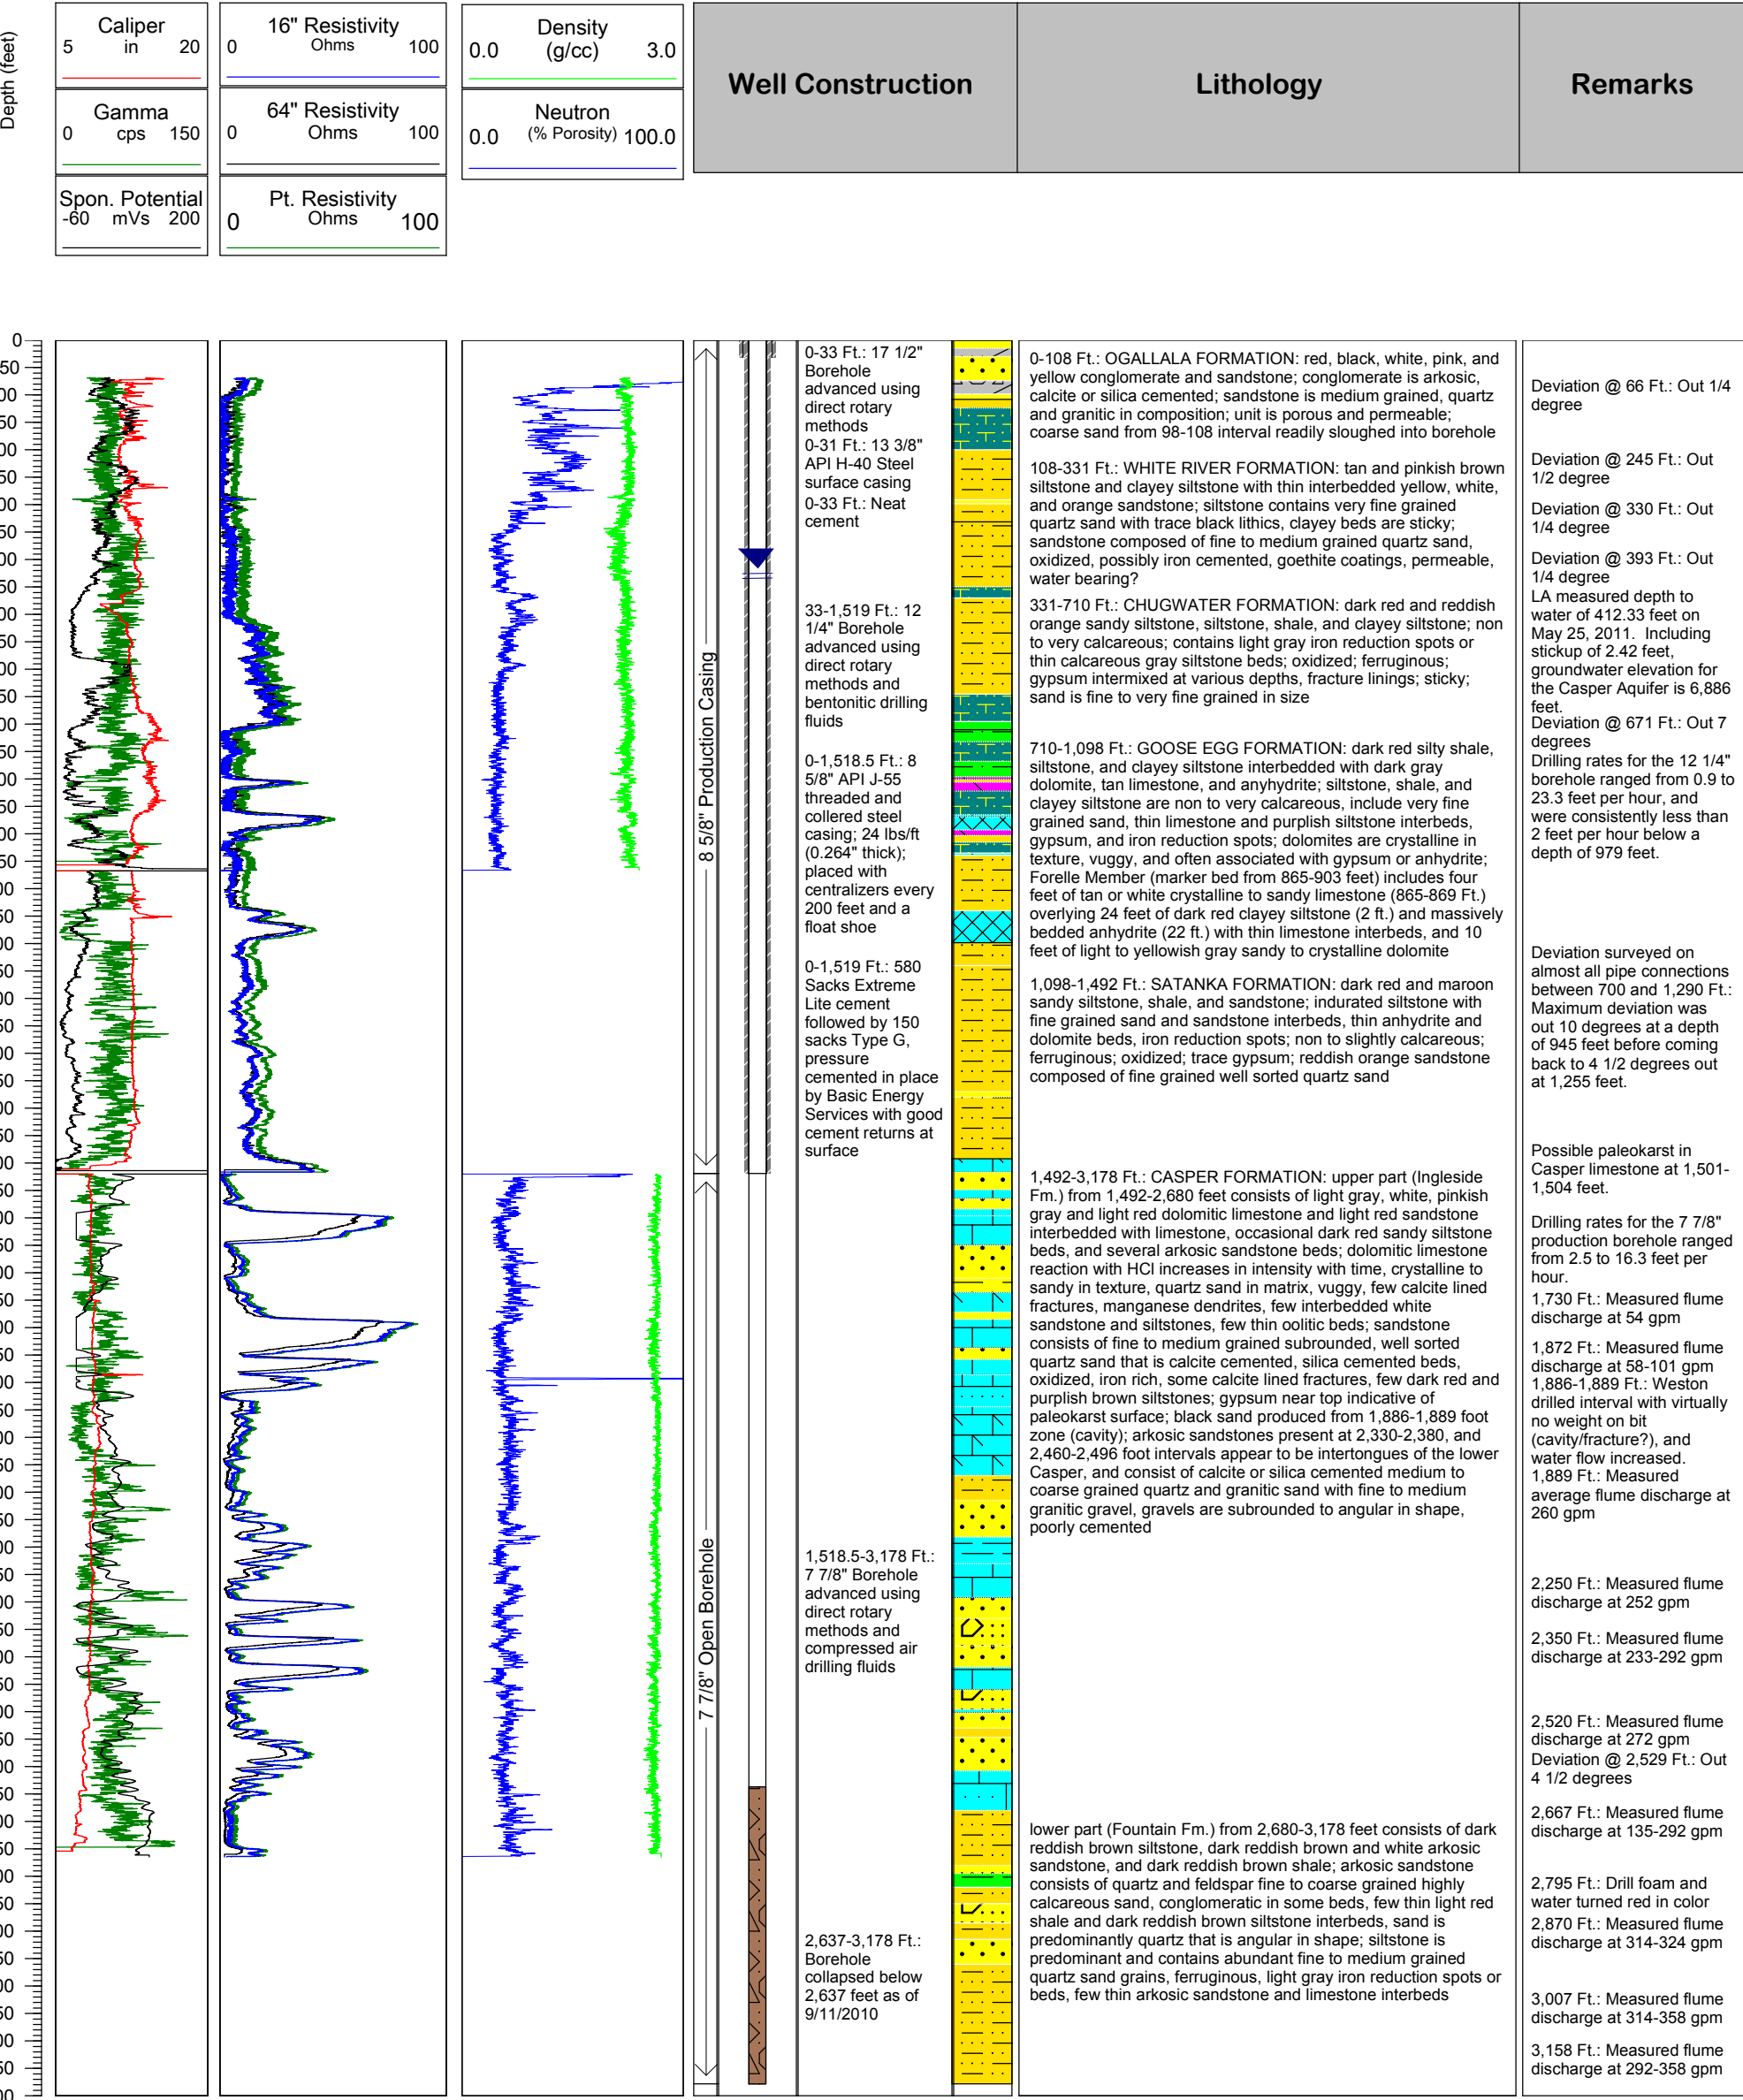 Depth (feet)
Caliper
5 in 20
Gamma
0 cps 150
Spon. Potential
-60 mVs 200
16" Resistivity
0 Ohms 100
64" Resistivity
0 Ohms 100
Pt. Resistivity
0 Ohms 100
Density
0.0 (g/cc) 3.0
Neutron
0.0 (% Porosity) 100.0
Well Construction
Lithology
Remarks
0
8 5/8" Production Casing
7 7/8" Open Borehole
0-33 Ft.: 17 1/2"
Borehole
advanced using
direct rotary
methods
0-31 Ft.: 13 3/8"
API H-40 Steel
surface casing
0-33 Ft.: Neat
cement
33-1,519 Ft.: 12
1/4" Borehole
advanced using
direct rotary
methods and
bentonitic drilling
fluids
0-1,518.5 Ft.: 8
5/8" API J-55
threaded and
collered steel
casing; 24 lbs/ft
(0.264" thick);
placed with
centralizers every
200 feet and a
float shoe
0-1,519 Ft.: 580
Sacks Extreme
Lite cement
followed by 150
sacks Type G,
pressure
cemented in place
by Basic Energy
Services with good
cement returns at
surface
1,518.5-3,178 Ft.:
7 7/8" Borehole
advanced using
direct rotary
methods and
compressed air
drilling fluids
2,637-3,178 Ft.:
Borehole
collapsed below
2,637 feet as of
9/11/2010
0-108 Ft.: OGALLALA FORMATION: red, black, white, pink, and
yellow conglomerate and sandstone; conglomerate is arkosic,
calcite or silica cemented; sandstone is medium grained, quartz
and granitic in composition; unit is porous and permeable;
coarse sand from 98-108 interval readily sloughed into borehole
108-331 Ft.: WHITE RIVER FORMATION: tan and pinkish brown
siltstone and clayey siltstone with thin interbedded yellow, white,
and orange sandstone; siltstone contains very fine grained
quartz sand with trace black lithics, clayey beds are sticky;
sandstone composed of fine to medium grained quartz sand,
oxidized, possibly iron cemented, goethite coatings, permeable,
water bearing?
331-710 Ft.: CHUGWATER FORMATION: dark red and reddish
orange sandy siltstone, siltstone, shale, and clayey siltstone; non
to very calcareous; contains light gray iron reduction spots or
thin calcareous gray siltstone beds; oxidized; ferruginous;
gypsum intermixed at various depths, fracture linings; sticky;
sand is fine to very fine grained in size
710-1,098 Ft.: GOOSE EGG FORMATION: dark red silty shale,
siltstone, and clayey siltstone interbedded with dark gray
dolomite, tan limestone, and anyhydrite; siltstone, shale, and
clayey siltstone are non to very calcareous, include very fine
grained sand, thin limestone and purplish siltstone interbeds,
gypsum, and iron reduction spots; dolomites are crystalline in
texture, vuggy, and often associated with gypsum or anhydrite;
Forelle Member (marker bed from 865-903 feet) includes four
feet of tan or white crystalline to sandy limestone (865-869 Ft.)
overlying 24 feet of dark red clayey siltstone (2 ft.) and massively
bedded anhydrite (22 ft.) with thin limestone interbeds, and 10
feet of light to yellowish gray sandy to crystalline dolomite
1,098-1,492 Ft.: SATANKA FORMATION: dark red and maroon
sandy siltstone, shale, and sandstone; indurated siltstone with
fine grained sand and sandstone interbeds, thin anhydrite and
dolomite beds, iron reduction spots; non to slightly calcareous;
ferruginous; oxidized; trace gypsum; reddish orange sandstone
composed of fine grained well sorted quartz sand
1,492-3,178 Ft.: CASPER FORMATION: upper part (Ingleside
Fm.) from 1,492-2,680 feet consists of light gray, white, pinkish
gray and light red dolomitic limestone and light red sandstone
interbedded with limestone, occasional dark red sandy siltstone
beds, and several arkosic sandstone beds; dolomitic limestone
reaction with HCl increases in intensity with time, crystalline to
sandy in texture, quartz sand in matrix, vuggy, few calcite lined
fractures, manganese dendrites, few interbedded white
sandstone and siltstones, few thin oolitic beds; sandstone
consists of fine to medium grained subrounded, well sorted
quartz sand that is calcite cemented, silica cemented beds,
oxidized, iron rich, some calcite lined fractures, few dark red and
purplish brown siltstones; gypsum near top indicative of
paleokarst surface; black sand produced from 1,886-1,889 foot
zone (cavity); arkosic sandstones present at 2,330-2,380, and
2,460-2,496 foot intervals appear to be intertongues of the lower
Casper, and consist of calcite or silica cemented medium to
coarse grained quartz and granitic sand with fine to medium
granitic gravel, gravels are subrounded to angular in shape,
poorly cemented
lower part (Fountain Fm.) from 2,680-3,178 feet consists of dark
reddish brown siltstone, dark reddish brown and white arkosic
sandstone, and dark reddish brown shale; arkosic sandstone
consists of quartz and feldspar fine to coarse grained highly
calcareous sand, conglomeratic in some beds, few thin light red
shale and dark reddish brown siltstone interbeds, sand is
predominantly quartz that is angular in shape; siltstone is
predominant and contains abundant fine to medium grained
quartz sand grains, ferruginous, light gray iron reduction spots or
beds, few thin arkosic sandstone and limestone interbeds
Deviation @ 66 Ft.: Out 1/4
degree
Deviation @ 245 Ft.: Out
1/2 degree
Deviation @ 330 Ft.: Out
1/4 degree
Deviation @ 393 Ft.: Out
1/4 degree
LA measured depth to
water of 412.33 feet on
May 25, 2011. Including
stickup of 2.42 feet,
groundwater elevation for
the Casper Aquifer is 6,886
feet.
Deviation @ 671 Ft.: Out 7
degrees
Drilling rates for the 12 1/4"
borehole ranged from 0.9 to
23.3 feet per hour, and
were consistently less than
2 feet per hour below a
depth of 979 feet.
Deviation surveyed on
almost all pipe connections
between 700 and 1,290 Ft.:
Maximum deviation was
out 10 degrees at a depth
of 945 feet before coming
back to 4 1/2 degrees out
at 1,255 feet.
Possible paleokarst in
Casper limestone at 1,501-
1,504 feet.
Drilling rates for the 7 7/8"
production borehole ranged
from 2.5 to 16.3 feet per
hour.
1,730 Ft.: Measured flume
discharge at 54 gpm
1,872 Ft.: Measured flume
discharge at 58-101 gpm
1,886-1,889 Ft.: Weston
drilled interval with virtually
no weight on bit
(cavity/fracture?), and
water flow increased.
1,889 Ft.: Measured
average flume discharge at
260 gpm
2,250 Ft.: Measured flume
discharge at 252 gpm
2,350 Ft.: Measured flume
discharge at 233-292 gpm
2,520 Ft.: Measured flume
discharge at 272 gpm
Deviation @ 2,529 Ft.: Out
4 1/2 degrees
2,667 Ft.: Measured flume
discharge at 135-292 gpm
2,795 Ft.: Drill foam and
water turned red in color
2,870 Ft.: Measured flume
discharge at 314-324 gpm
3,007 Ft.: Measured flume
discharge at 314-358 gpm
3,158 Ft.: Measured flume
discharge at 292-358 gpm